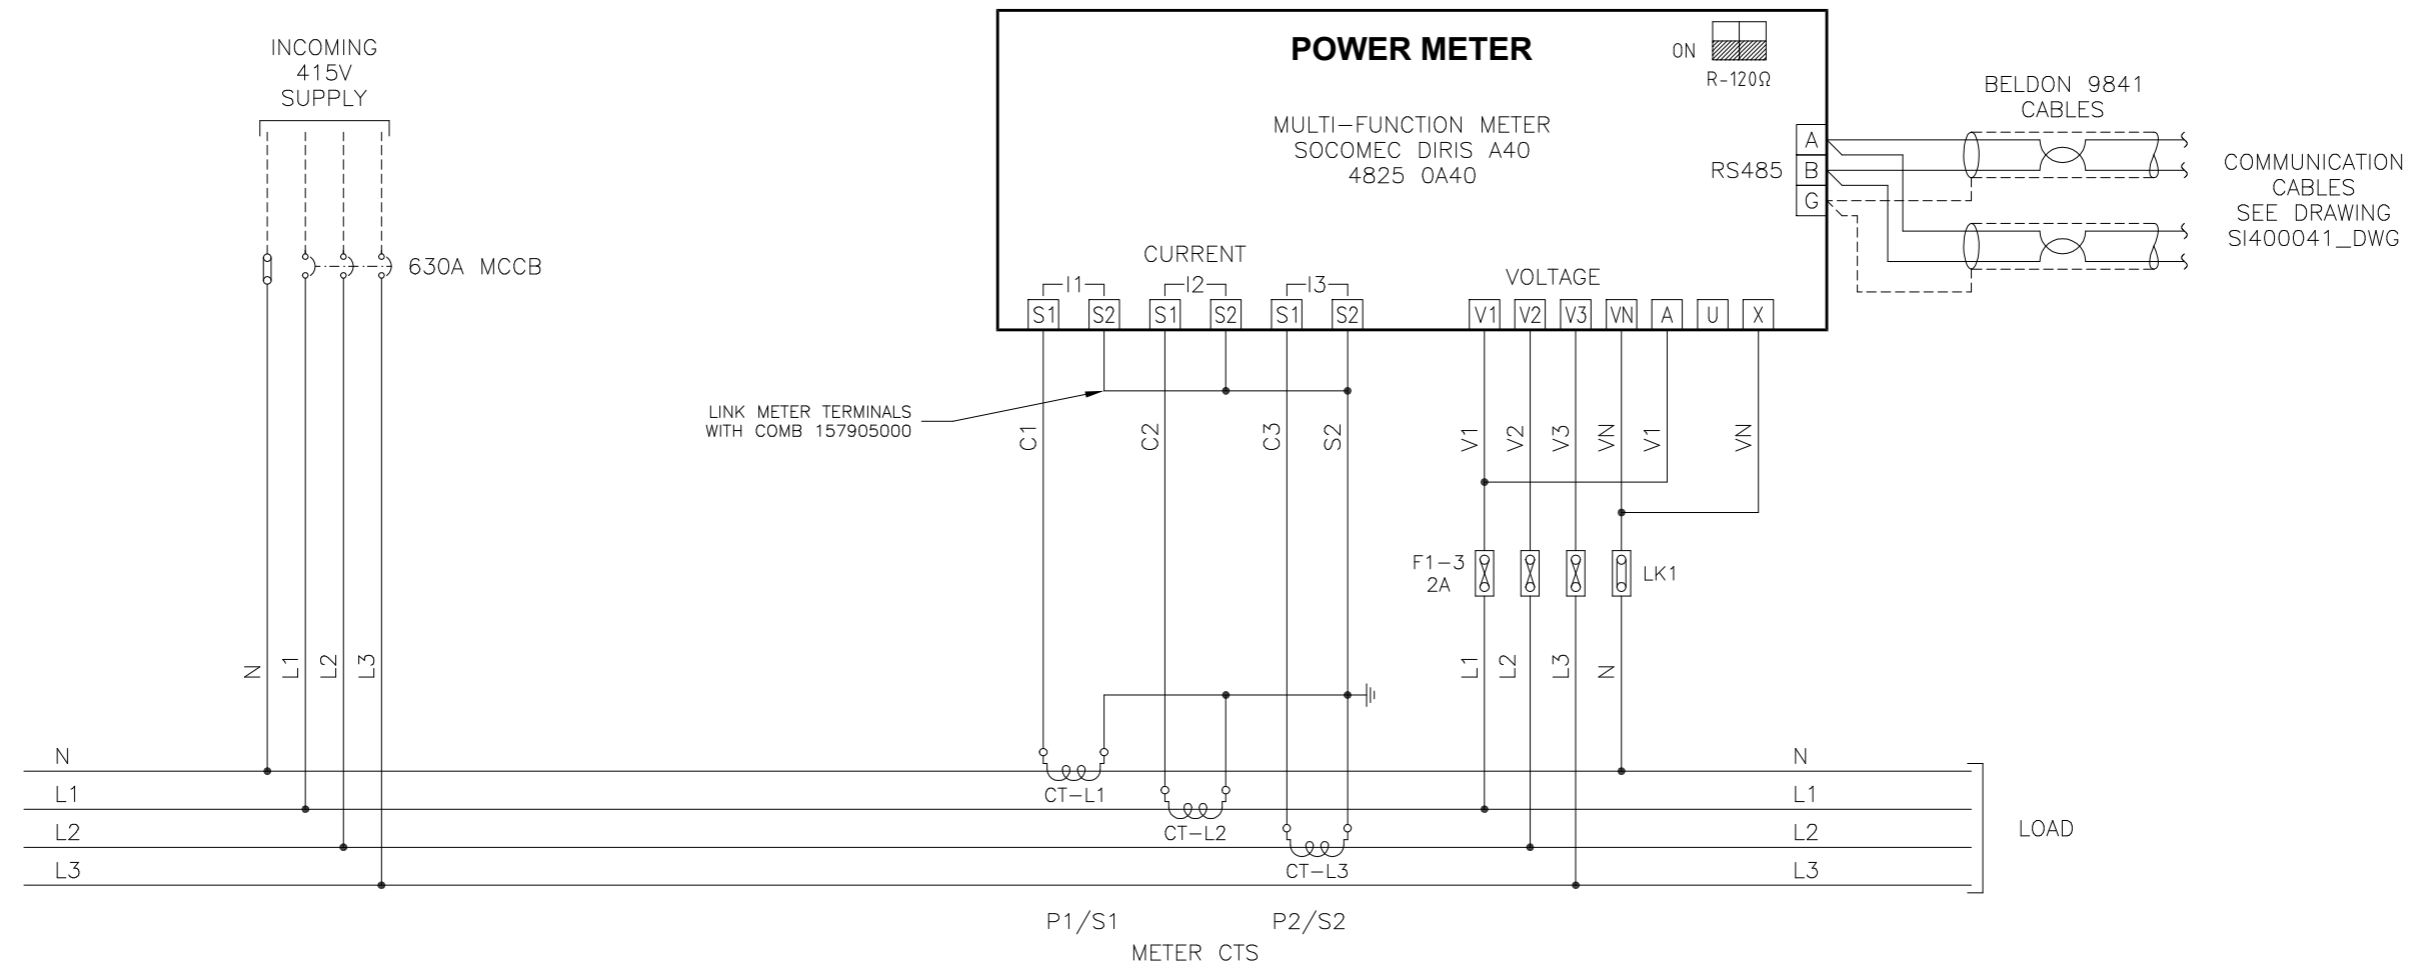 INCOMING
415V
SUPPLY
630A MCCB
POWER METER
ON
R-120Ω
MULTI-FUNCTION METER
SOCOMEC DIRIS A40
4825 0A40
RS485
A
B
G
BELDON 9841
CABLES
COMMUNICATION
CABLES
SEE DRAWING
SI400041_DWG
CURRENT
I1 I2 I3
S1 S2 S1 S2 S1 S2
VOLTAGE
V1 V2 V3 VN A U X
LINK METER TERMINALS
WITH COMB 157905000
C1 C2 C3 S2
V1 V2 V3 VN V1 VN
F1-3
2A
LK1
N L1 L2 L3
L1 L2 L3 N
N
L1
L2
L3
CT-L1
CT-L2
CT-L3
N
L1
L2
L3
LOAD
P1/S1 P2/S2
METER CTS